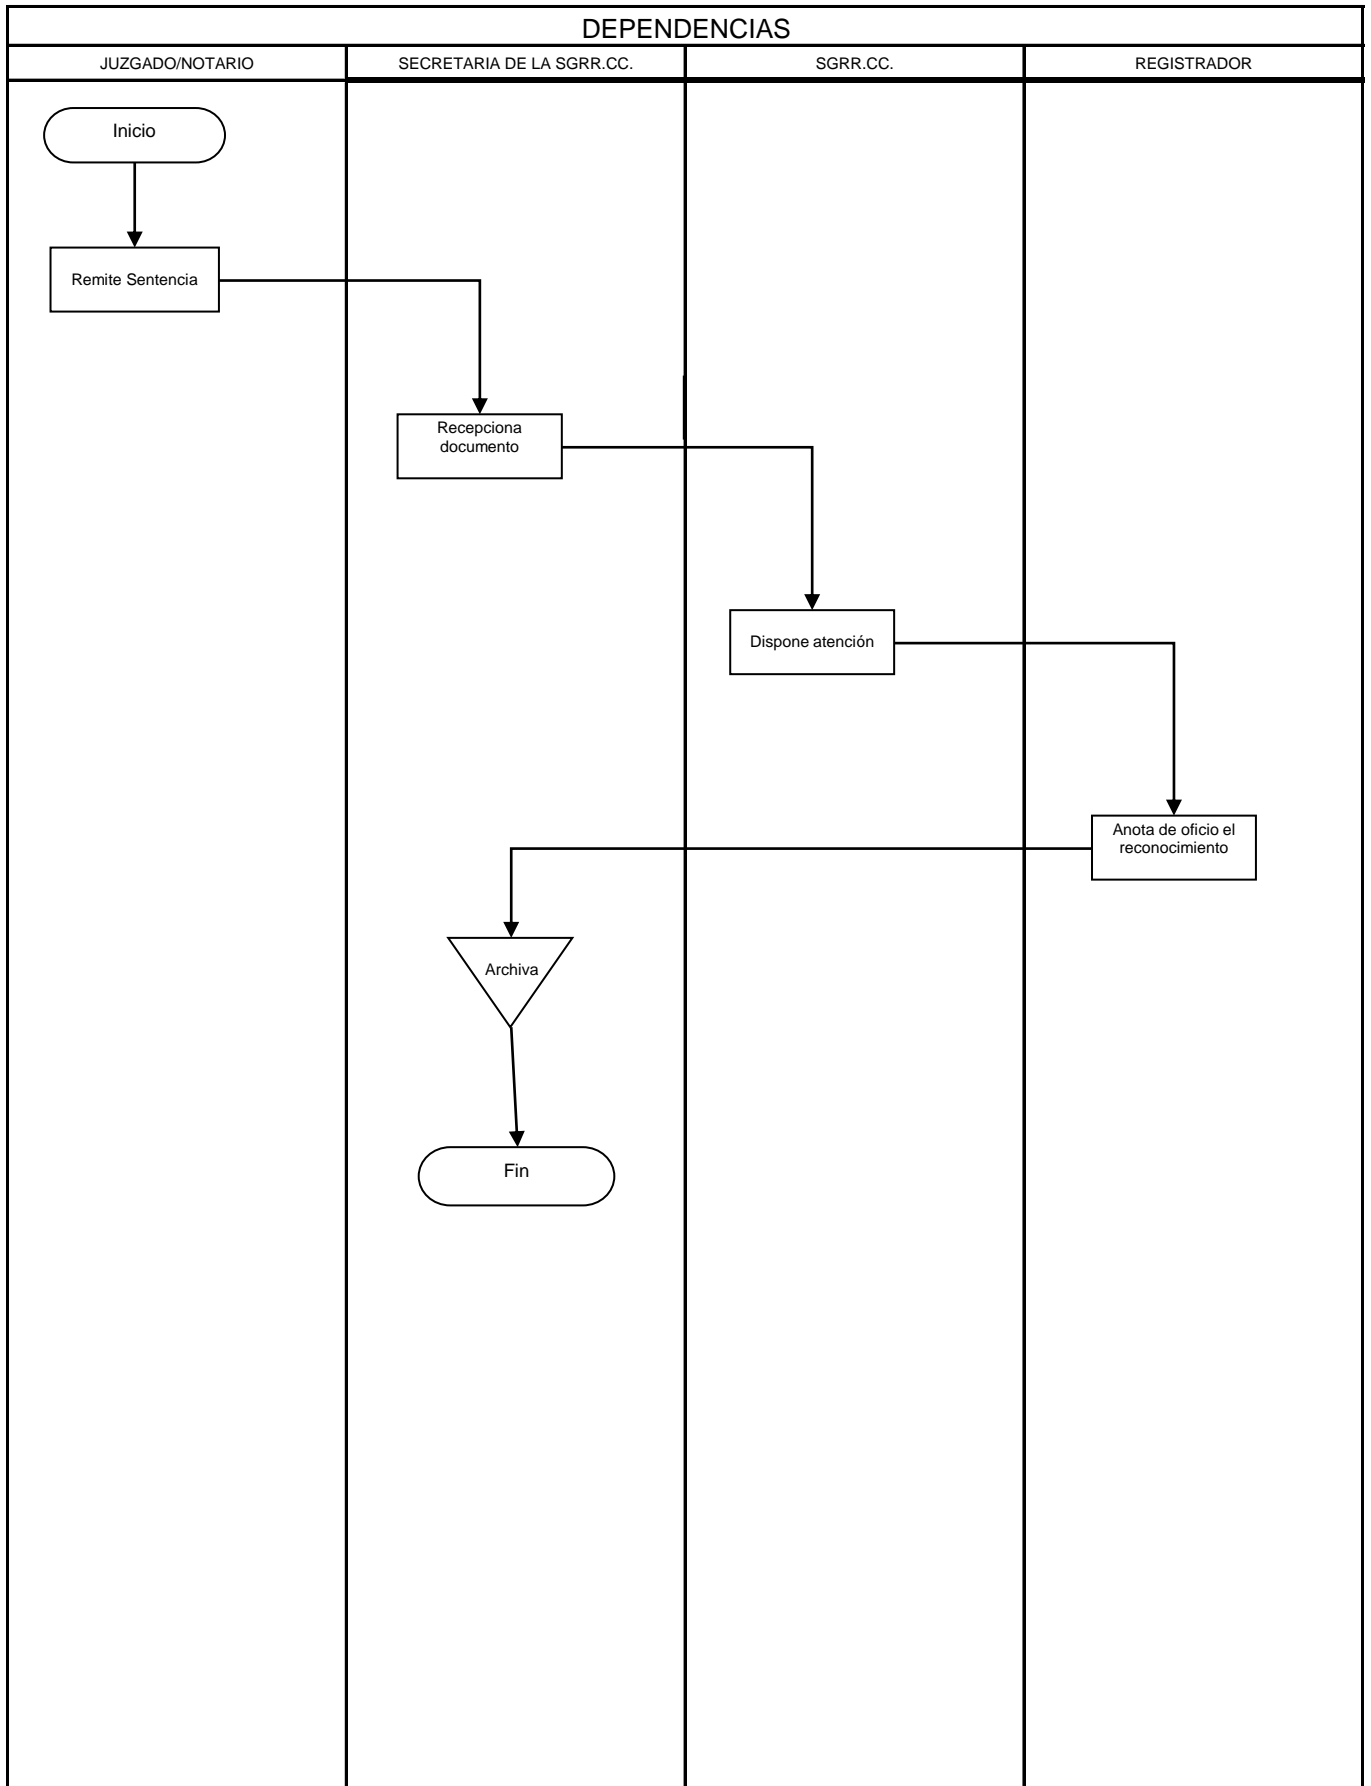 DEPENDENCIAS
JUZGADO/NOTARIO
SECRETARIA DE LA SGRR.CC.
SGRR.CC.
REGISTRADOR
Inicio
Remite Sentencia
Recepciona
documento
Dispone atención
Anota de oficio el
reconocimiento
Archiva
Fin